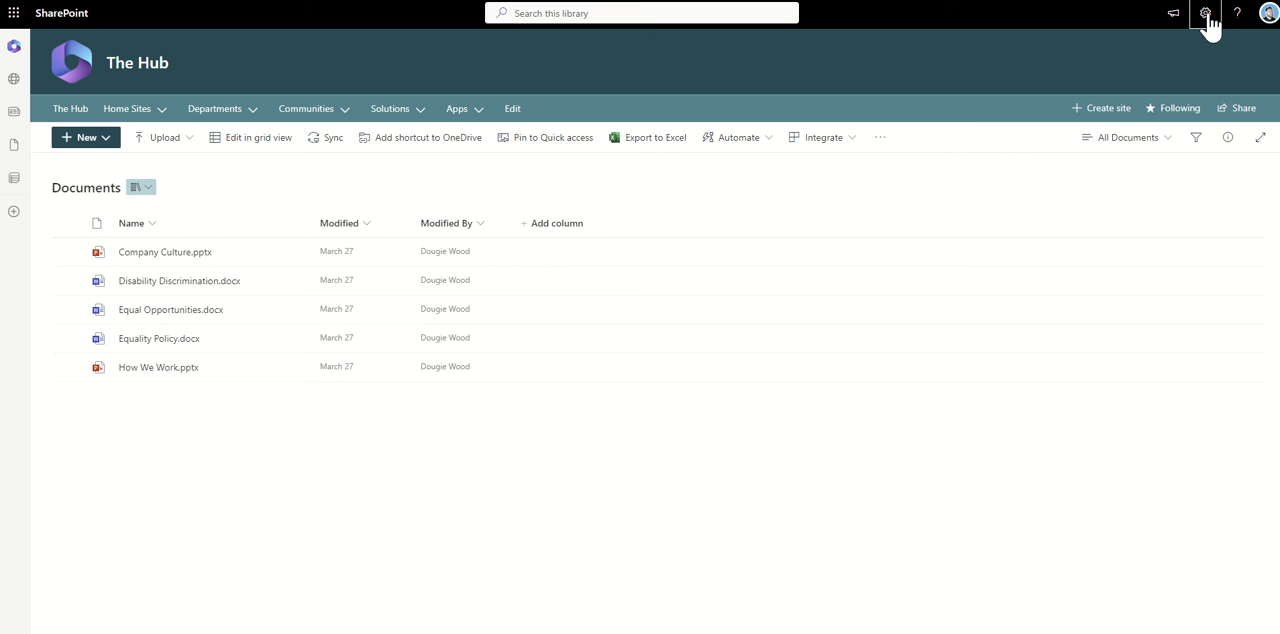 SharePoint Search this library ?
The Hub
The Hub Home Sites Departments Communities Solutions Apps Edit + Create site Following Share
+ New Upload Edit in grid view Sync Add shortcut to OneDrive Pin to Quick access Export to Excel Automate Integrate ··· All Documents
Documents
Name Modified Modified By + Add column
Company Culture.pptx March 27 Dougie Wood
Disability Discrimination.docx March 27 Dougie Wood
Equal Opportunities.docx March 27 Dougie Wood
Equality Policy.docx March 27 Dougie Wood
How We Work.pptx March 27 Dougie Wood